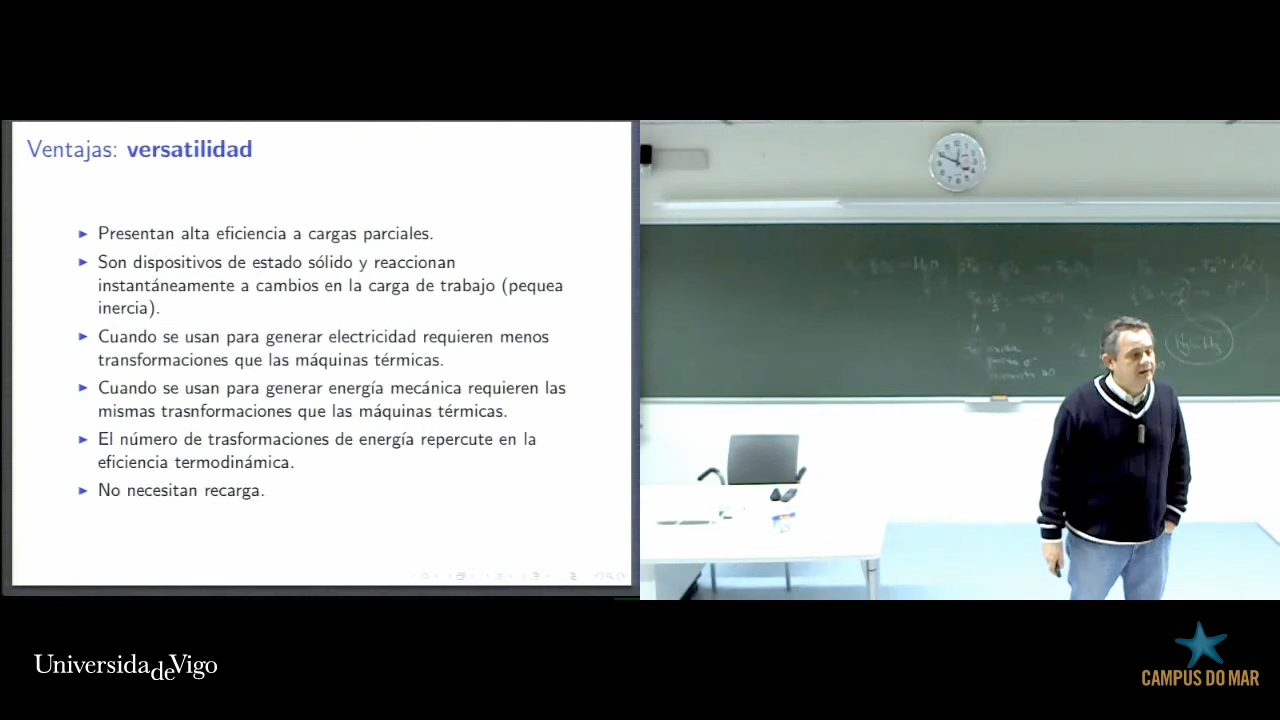 Ventajas: versatilidad
▶ Presentan alta eficiencia a cargas parciales.
▶ Son dispositivos de estado sólido y reaccionan
instantáneamente a cambios en la carga de trabajo (pequea
inercia).
▶ Cuando se usan para generar electricidad requieren menos
transformaciones que las máquinas térmicas.
▶ Cuando se usan para generar energía mecánica requieren las
mismas trasnformaciones que las máquinas térmicas.
▶ El número de trasformaciones de energía repercute en la
eficiencia termodinámica.
▶ No necesitan recarga.
UniversidadeVigo
CAMPUS DO MAR